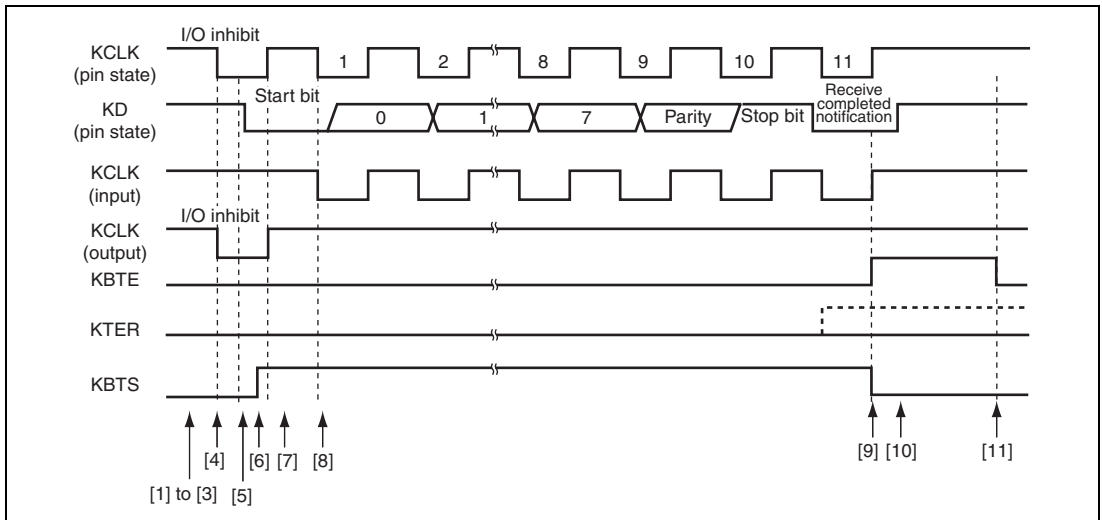 I/O inhibit
KCLK
(pin state)
1 2 8 9 10 11
KD
(pin state)
Start bit
0 1 7 Parity Stop bit
Receive
completed
notification
KCLK
(input)
I/O inhibit
KCLK
(output)
KBTE
KTER
KBTS
[4] [6] [7] [8] [9] [10] [11]
[1] to [3] [5]